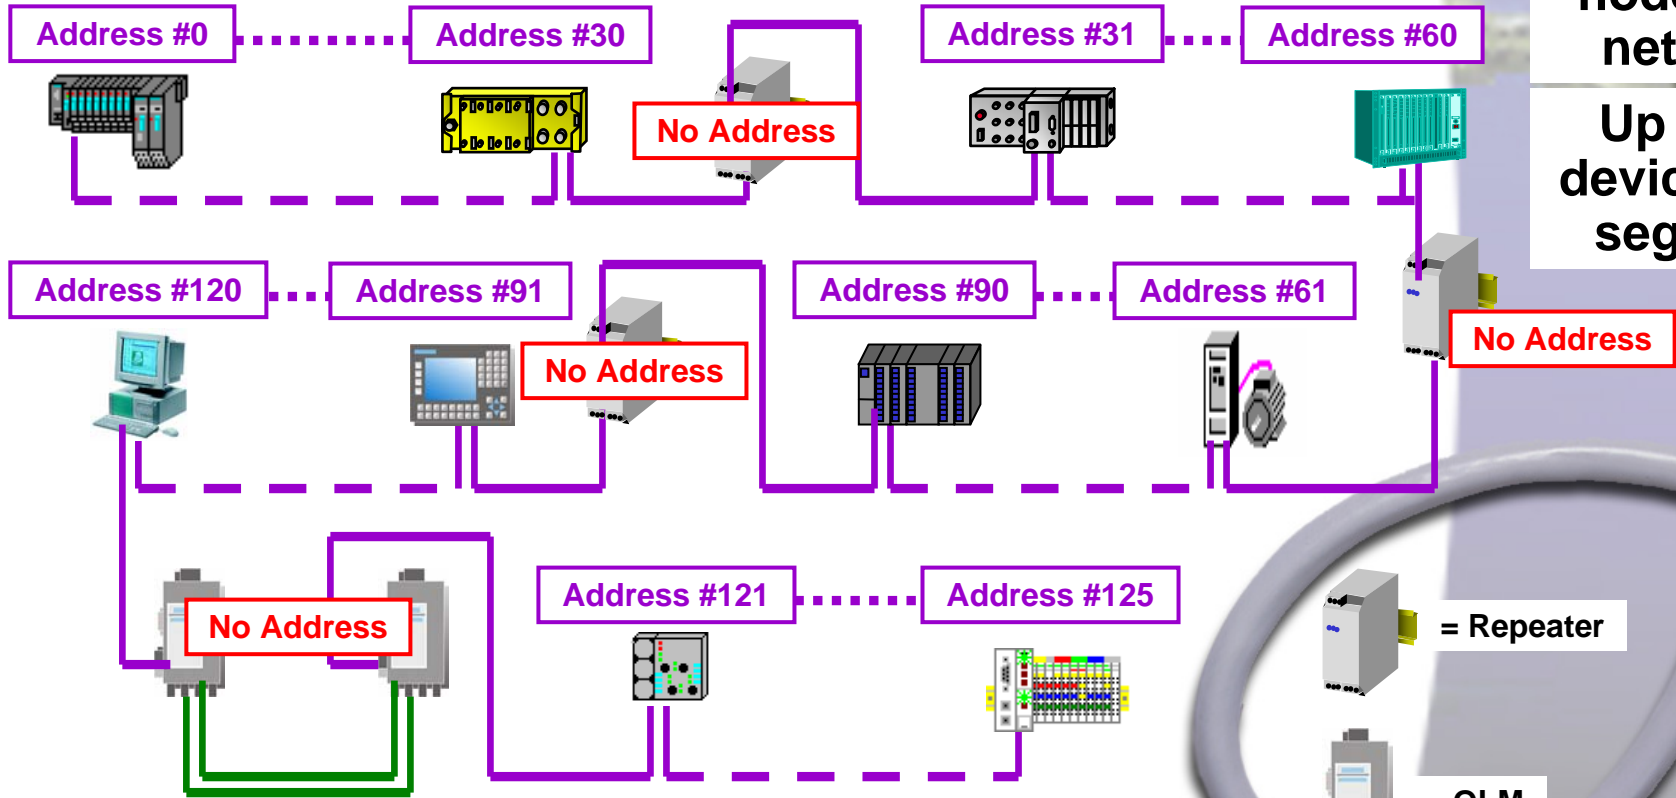 Address #0
Address #30
Address #31
Address #60
net
No Address
Up
devic
seg
Address #120
Address #91
Address #90
Address #61
No Address
No Address
No Address
Address #121
Address #125
= Repeater